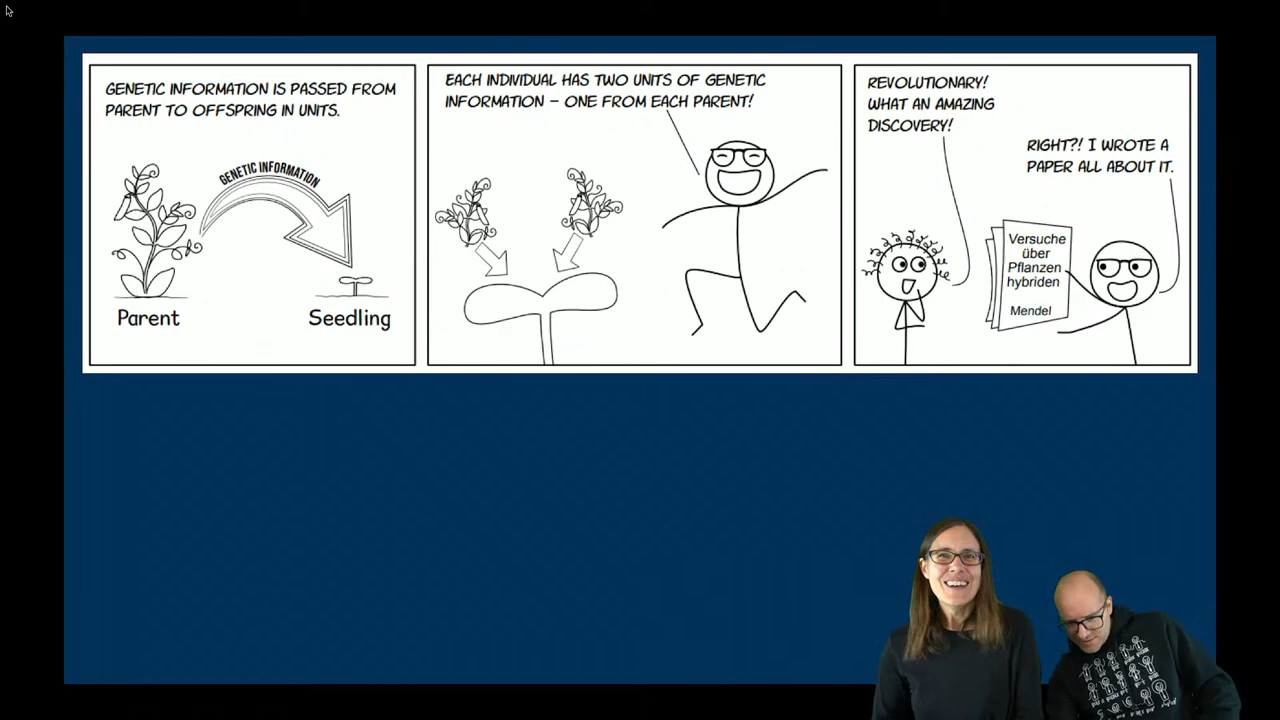 GENETIC INFORMATION IS PASSED FROM
PARENT TO OFFSPRING IN UNITS.
GENETIC INFORMATION
Parent
Seedling
EACH INDIVIDUAL HAS TWO UNITS OF GENETIC
INFORMATION – ONE FROM EACH PARENT!
REVOLUTIONARY!
WHAT AN AMAZING
DISCOVERY!
RIGHT?! I WROTE A
PAPER ALL ABOUT IT.
Versuche
über
Pflanzen
hybriden
Mendel